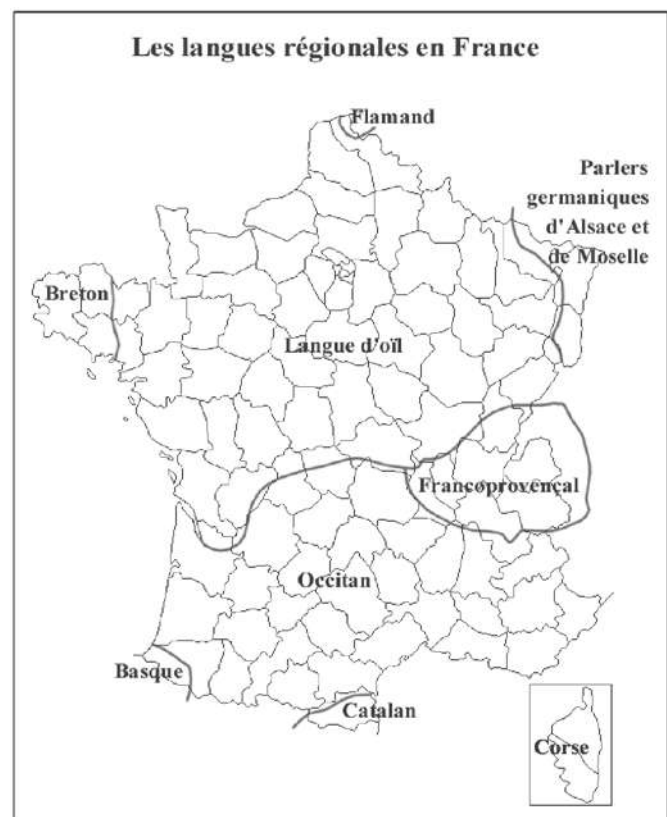 Les langues régionales en France
Flamand
Parlers
germaniques
d'Alsace et
de Moselle
Breton
Langue d'oïl
Francoprovençal
Occitan
Basque
Catalan
Corse